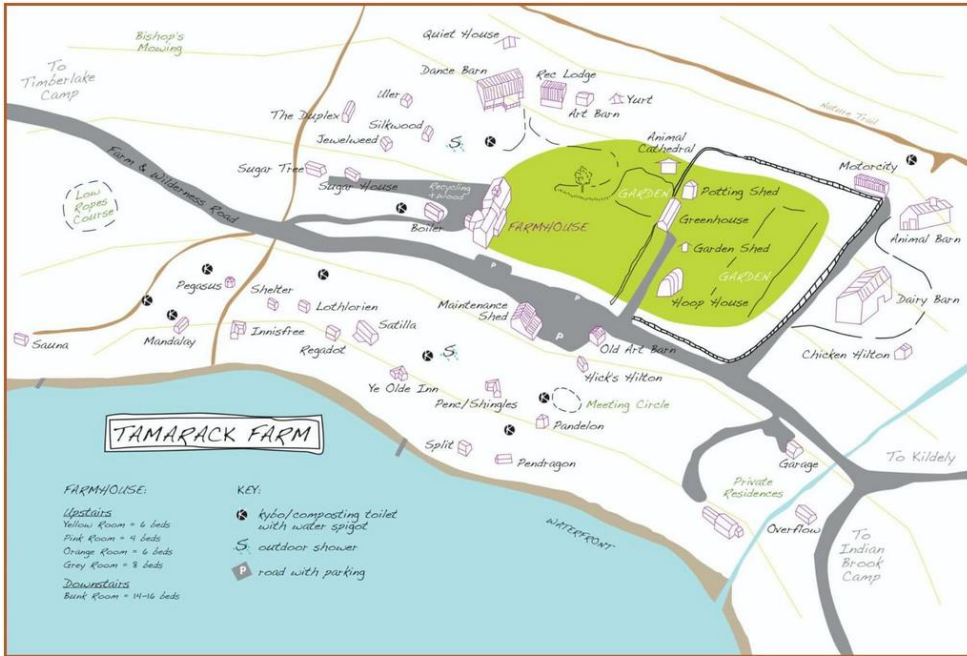 Bishop's
Mowing
To
Timberlake
Camp
Quiet House
Dance Barn
Rec Lodge
Art Barn
Yurt
Nature Trail
Uler
The Duplex
Silkwood
Jewelweed
S
K
Animal
Cathedral
Motorcity
K
Sugar Tree
Sugar House
Farm & Wilderness Road
Recycling
+ Wood
GARDEN
Potting Shed
Low
Ropes
Course
K
Boiler
FARMHOUSE
Greenhouse
Garden Shed
GARDEN
Animal Barn
P
K
Pegasus
K
Shelter
Lothlorien
Hoop House
Dairy Barn
K
K
Mandalay
Innisfree
Regadot
Satilla
Maintenance
Shed
P
P
Old Art Barn
Sauna
Chicken Hilton
K
S
Ye Olde Inn
Hick's Hilton
Penc/Shingles
K
Meeting Circle
Pandelon
K
TAMARACK FARM
Split
Pendragon
Garage
To Kildely
Private
Residences
Overflow
WATERFRONT
To
Indian
Brook
Camp
FARMHOUSE:
Upstairs
Yellow Room = 6 beds
Pink Room = 4 beds
Orange Room = 6 beds
Grey Room = 8 beds
Downstairs
Bunk Room = 14-16 beds
KEY:
K kybo/composting toilet
with water spigot
S outdoor shower
P road with parking